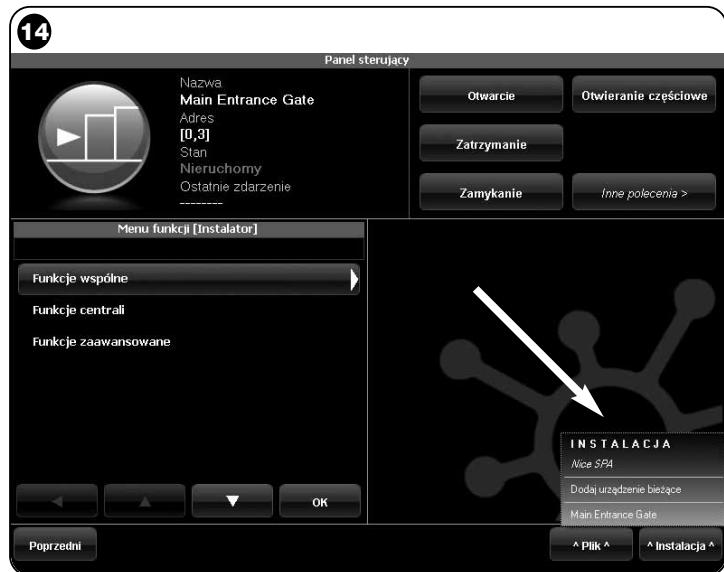 14
Panel sterujący
Nazwa
Main Entrance Gate
Adres
[0,3]
Stan
Nieruchomy
Ostatnie zdarzenie
--------
Otwarcie
Otwieranie częściowe
Zatrzymanie
Zamykanie
Inne polecenia >
Menu funkcji [Instalator]
Funkcje wspólne
Funkcje centrali
Funkcje zaawansowane
OK
INSTALACJA
Nice SPA
Dodaj urządzenie bieżące
Main Entrance Gate
Poprzedni
^ Plik ^
^ Instalacja ^